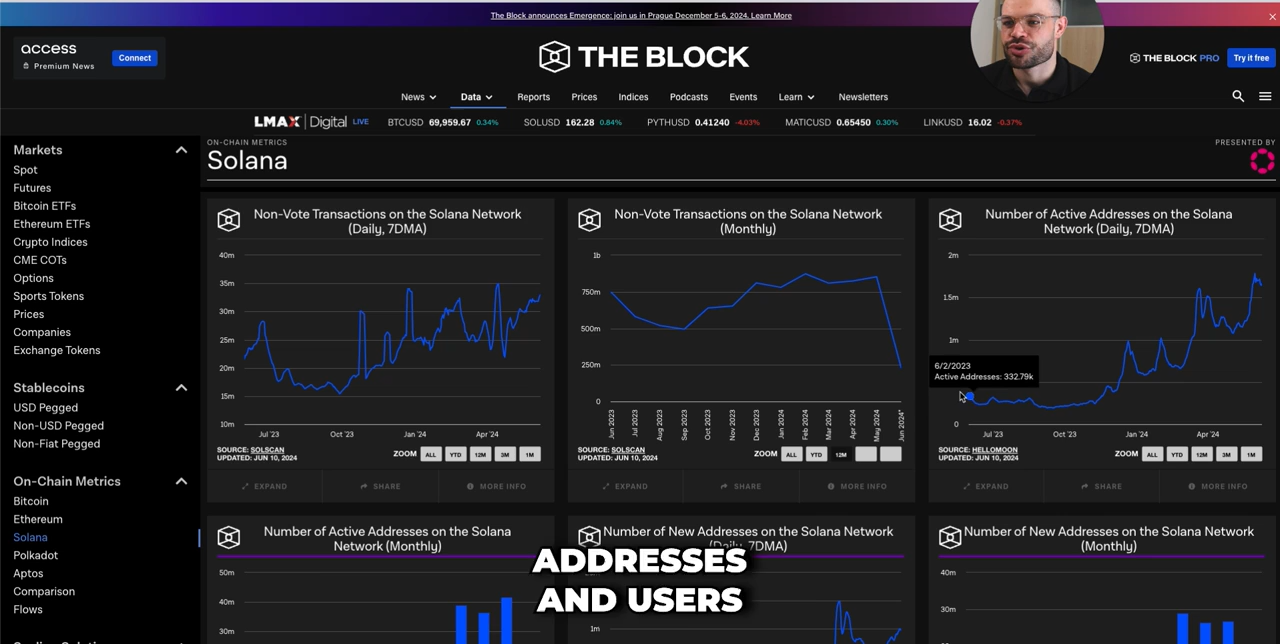 The Block announces Emergence: join us in Prague December 5-6, 2024. Learn More
access
Premium News
Connect
THE BLOCK
THE BLOCK PRO
Try it free
News
Data
Reports
Prices
Indices
Podcasts
Events
Learn
Newsletters
LMAX Digital LIVE
BTCUSD 69,959.67 0.34%
SOLUSD 162.28 0.84%
PYTHUSD 0.41240 -4.03%
MATICUSD 0.65450 0.30%
LINKUSD 16.02 -0.37%
Markets
Spot
Futures
Bitcoin ETFs
Ethereum ETFs
Crypto Indices
CME COTs
Options
Sports Tokens
Prices
Companies
Exchange Tokens
Stablecoins
USD Pegged
Non-USD Pegged
Non-Fiat Pegged
On-Chain Metrics
Bitcoin
Ethereum
Solana
Polkadot
Aptos
Comparison
Flows
ON-CHAIN METRICS
Solana
PRESENTED BY
Non-Vote Transactions on the Solana Network
(Daily, 7DMA)
40m
35m
30m
25m
20m
15m
10m
Jul '23
Oct '23
Jan '24
Apr '24
SOURCE: SOLSCAN
UPDATED: JUN 10, 2024
ZOOM ALL YTD 12M 3M 1M
EXPAND
SHARE
MORE INFO
Non-Vote Transactions on the Solana Network
(Monthly)
1b
750m
500m
250m
0
Jun 2023
Jul 2023
Aug 2023
Sep 2023
Oct 2023
Nov 2023
Dec 2023
Jan 2024
Feb 2024
Mar 2024
Apr 2024
May 2024
Jun 2024*
SOURCE: SOLSCAN
UPDATED: JUN 10, 2024
ZOOM ALL YTD 12M
EXPAND
SHARE
MORE INFO
Number of Active Addresses on the Solana
Network (Daily, 7DMA)
2m
1.5m
1m
0
6/2/2023
Active Addresses: 332.79k
Jul '23
Oct '23
Jan '24
Apr '24
SOURCE: HELLOMOON
UPDATED: JUN 10, 2024
ZOOM ALL YTD 12M 3M 1M
EXPAND
SHARE
MORE INFO
Number of Active Addresses on the Solana
Network (Monthly)
50m
40m
30m
Number of New Addresses on the Solana Network
(Daily, 7DMA)
1m
Number of New Addresses on the Solana Network
(Monthly)
40m
30m
ADDRESSES
AND USERS